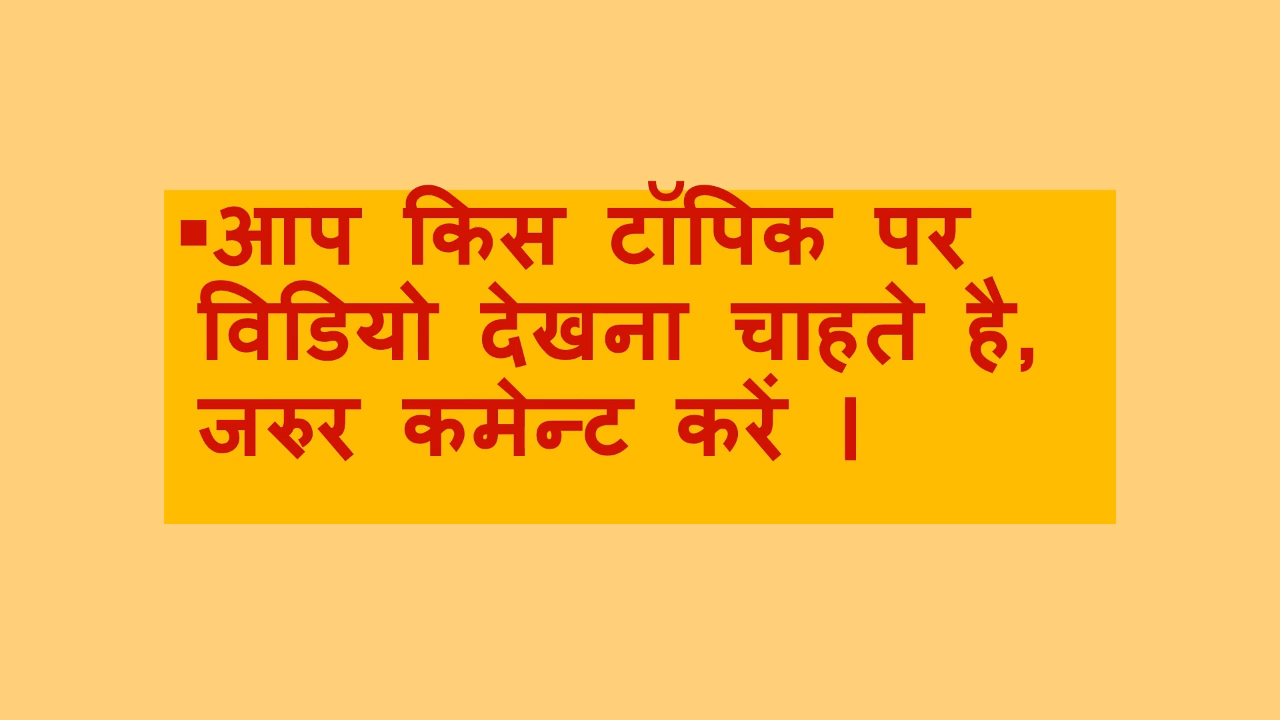 ▪आप किस टॉपिक पर
विडियो देखना चाहते है,
जरुर कमेन्ट करें ।